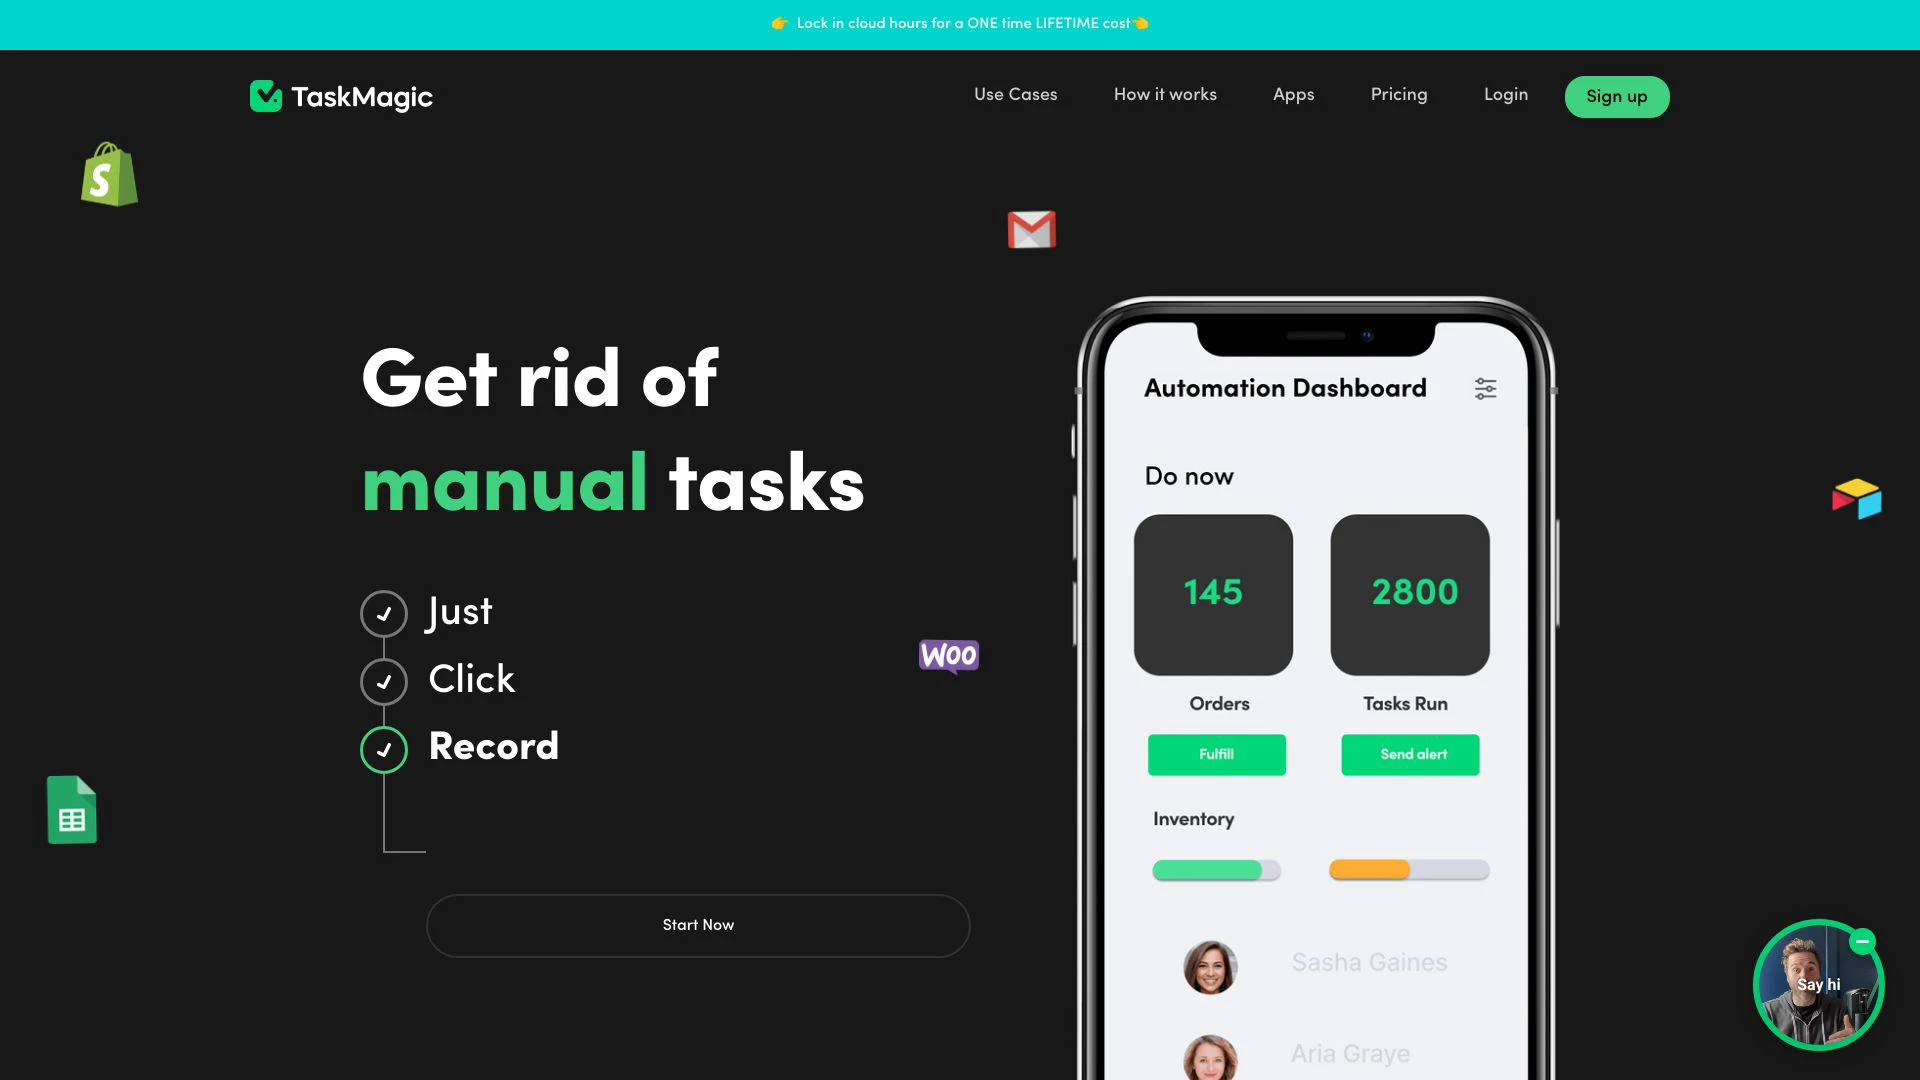 👉 Lock in cloud hours for a ONE time LIFETIME cost👈
TaskMagic
Use Cases
How it works
Apps
Pricing
Login
Sign up
S
Get rid of
manual tasks
Just
Click
Record
Start Now
Woo
Automation Dashboard
Do now
145
2800
Orders
Tasks Run
Fulfill
Send alert
Inventory
Sasha Gaines
Aria Graye
Say hi